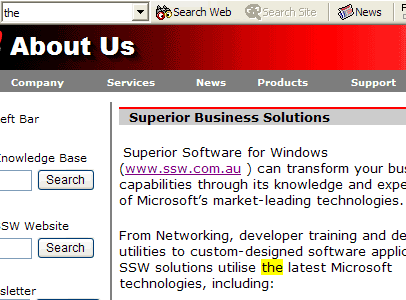 the Search Web Search Site News
About Us
Company Services News Products Support
eft Bar
Superior Business Solutions
nowledge Base
Search
SSW Website
Search
sletter
Superior Software for Windows
(www.ssw.com.au ) can transform your bus
capabilities through its knowledge and expe
of Microsoft's market-leading technologies.
From Networking, developer training and de
utilities to custom-designed software applic
SSW solutions utilise the latest Microsoft
technologies, including: